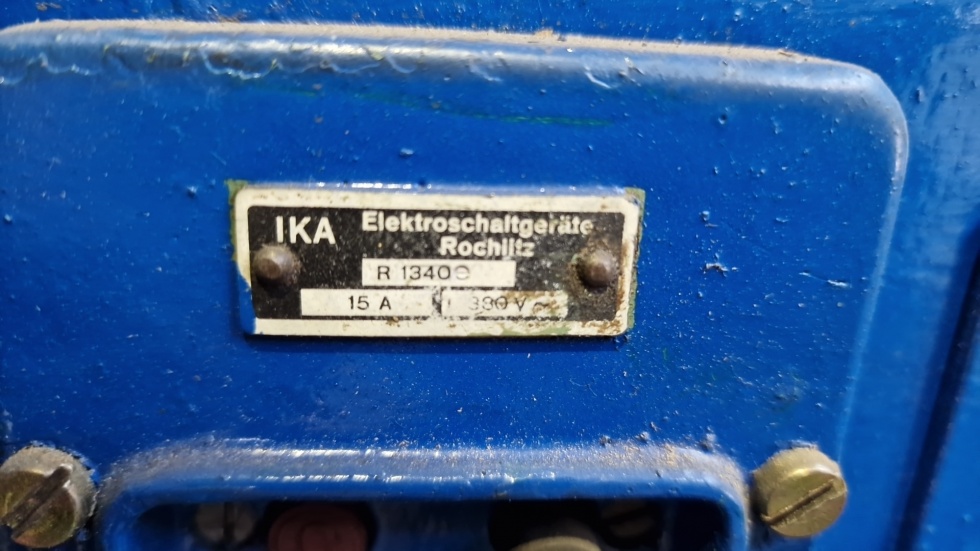 IKA Elektroschaltgeräte
Rochlitz
R 1340
15 A 380 V ~